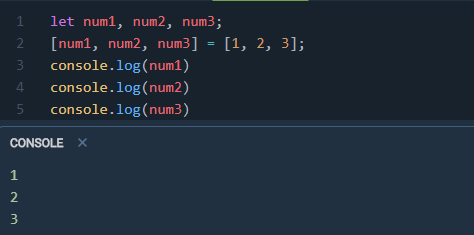 1 let num1, num2, num3;
2 [num1, num2, num3] = [1, 2, 3];
3 console.log(num1)
4 console.log(num2)
5 console.log(num3)
CONSOLE ×
1
2
3